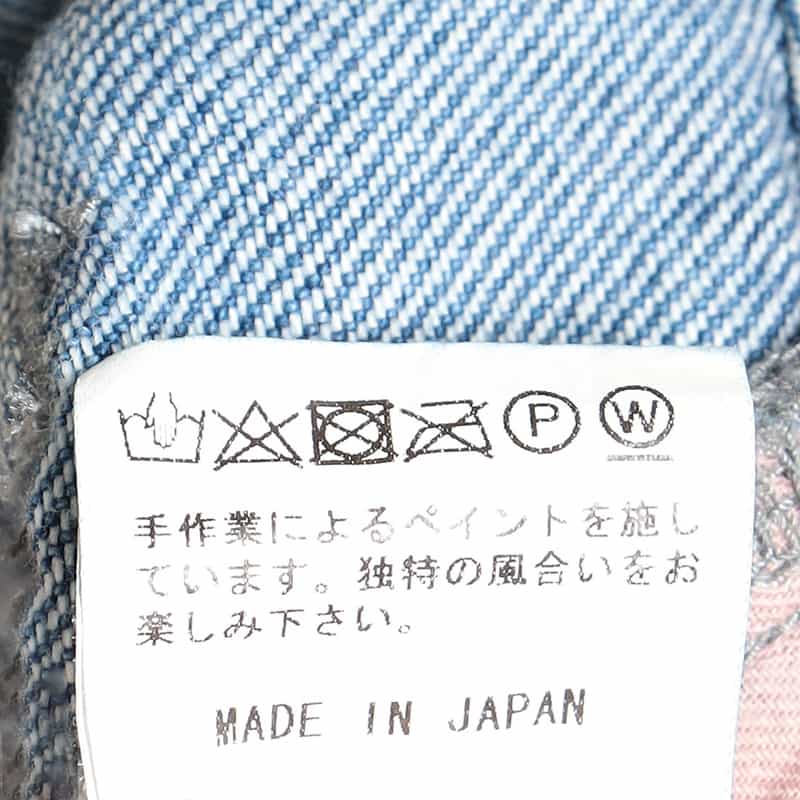 P W
手作業によるペイントを施し
ています。独特の風合いをお
楽しみ下さい。
MADE IN JAPAN